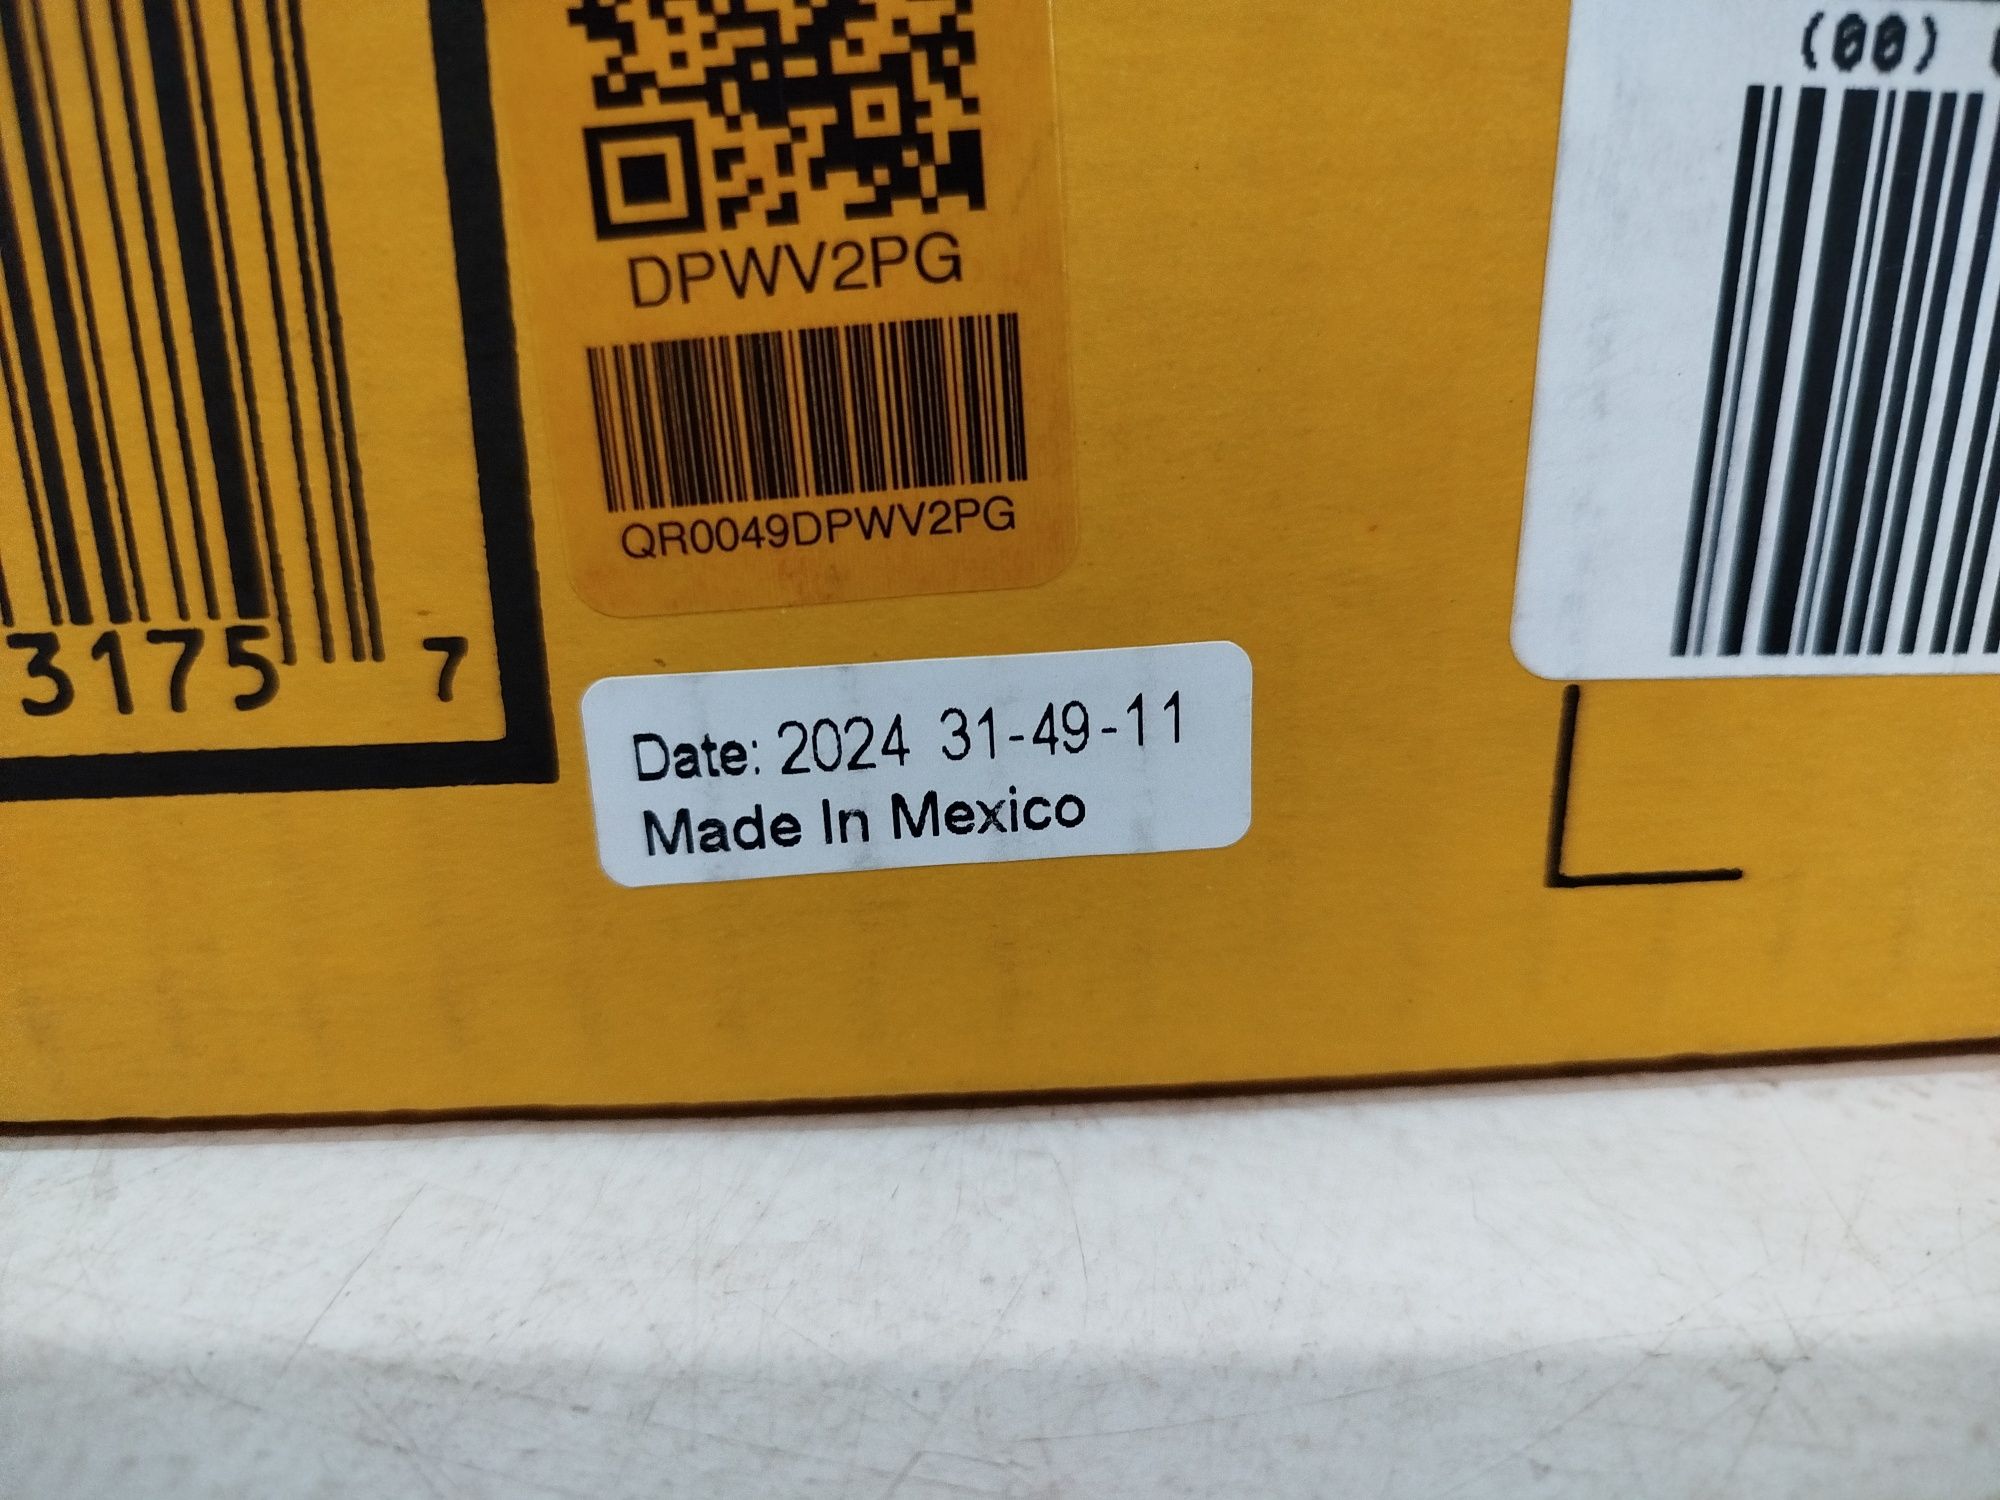 (00)
DPWV2PG
QR0049DPWV2PG
3175 7
Date: 2024 31-49-11
Made In Mexico